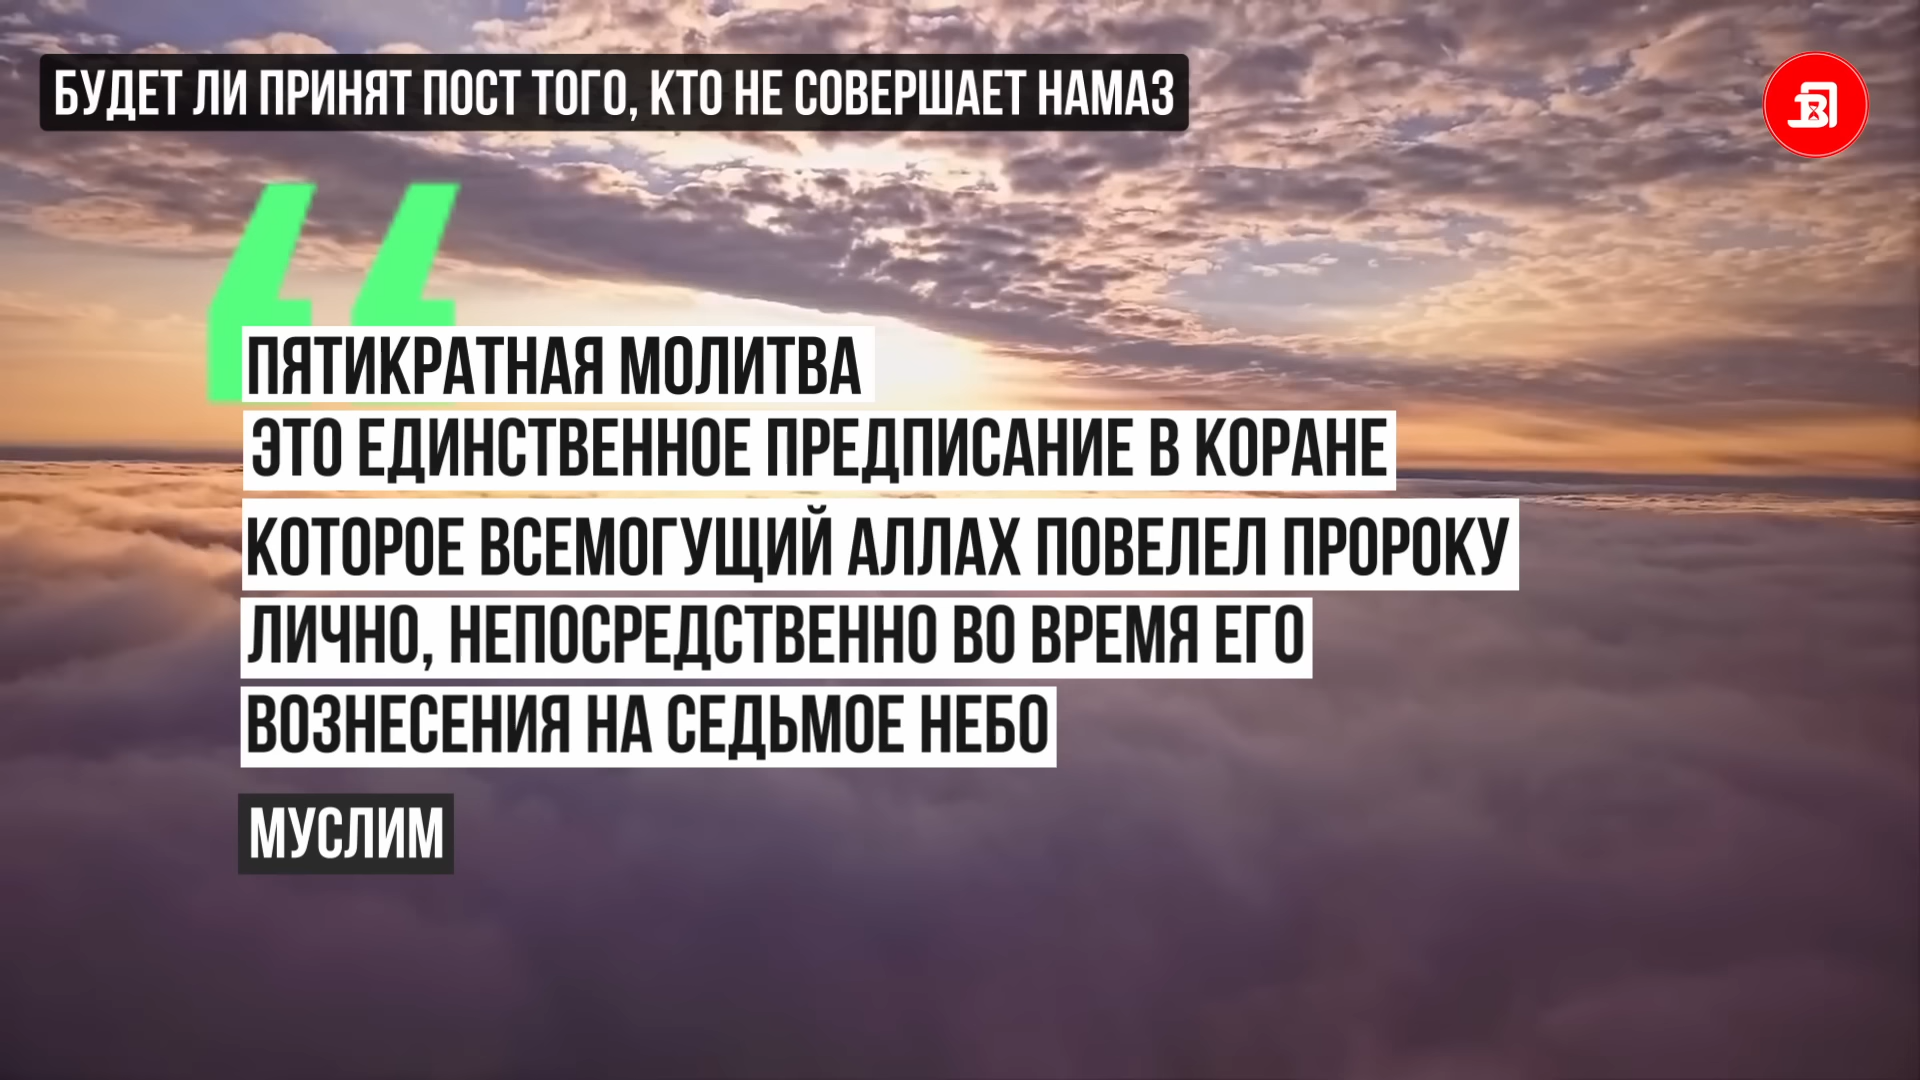 БУДЕТ ЛИ ПРИНЯТ ПОСТ ТОГО, КТО НЕ СОВЕРШАЕТ НАМАЗ
ПЯТИКРАТНАЯ МОЛИТВА
ЭТО ЕДИНСТВЕННОЕ ПРЕДПИСАНИЕ В КОРАНЕ
КОТОРОЕ ВСЕМОГУЩИЙ АЛЛАХ ПОВЕЛЕЛ ПРОРОКУ
ЛИЧНО, НЕПОСРЕДСТВЕННО ВО ВРЕМЯ ЕГО
ВОЗНЕСЕНИЯ НА СЕДЬМОЕ НЕБО
МУСЛИМ